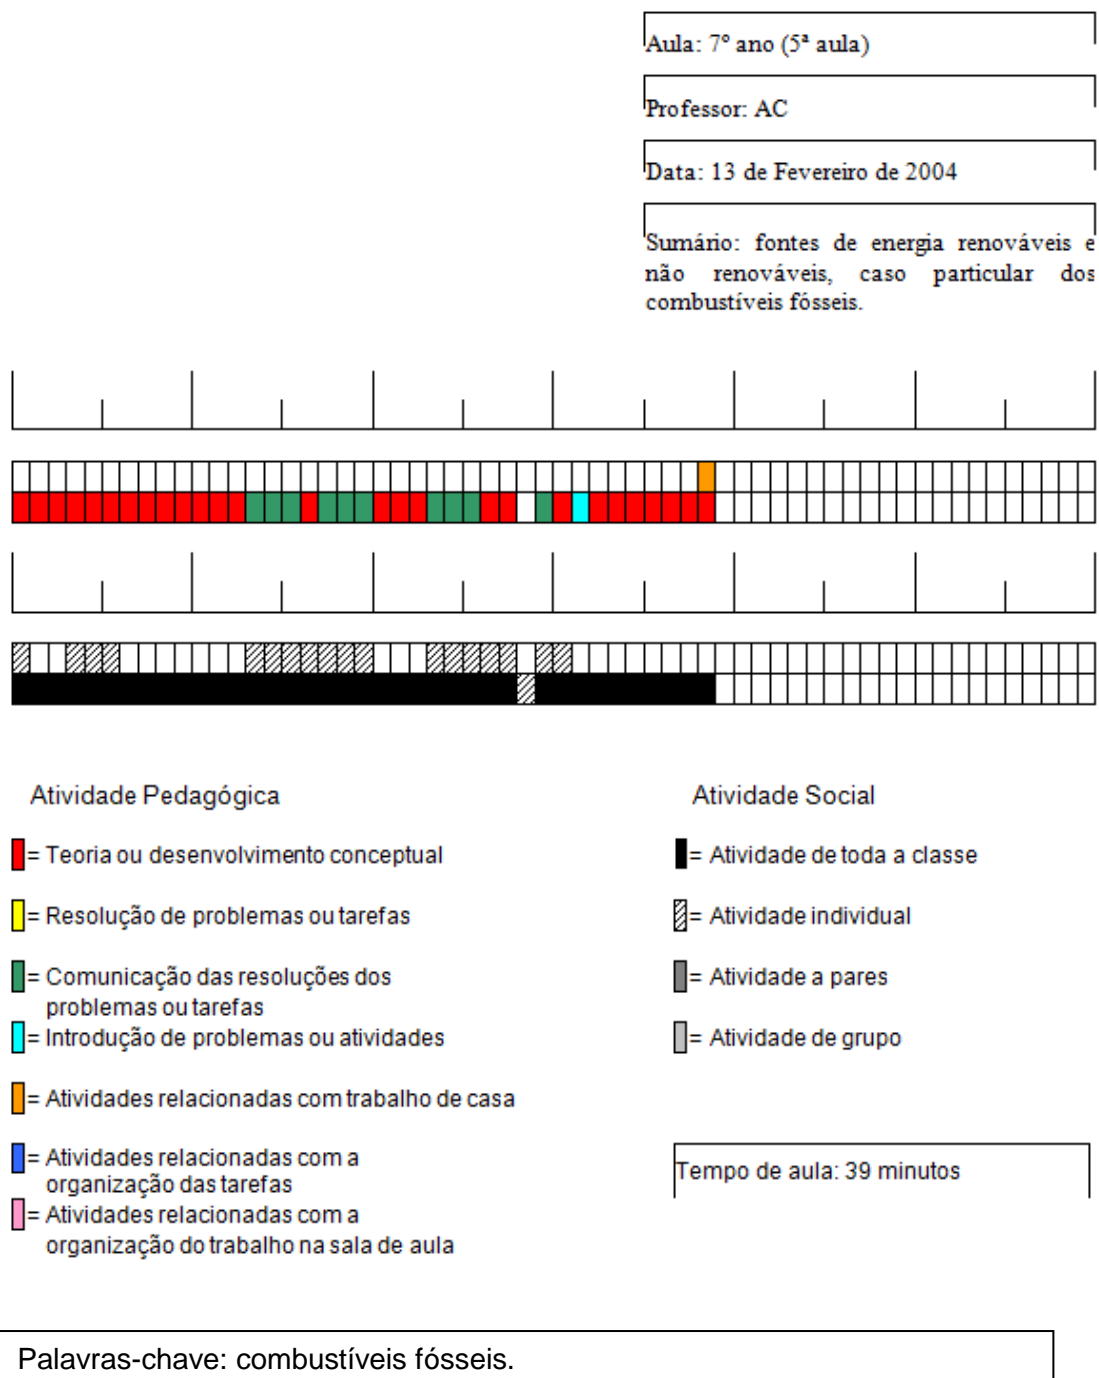 Aula: 7º ano (5ª aula)
Professor: AC
Data: 13 de Fevereiro de 2004
Sumário: fontes de energia renováveis e
não renováveis, caso particular dos
combustíveis fósseis.
Atividade Pedagógica
= Teoria ou desenvolvimento conceptual
= Resolução de problemas ou tarefas
= Comunicação das resoluções dos
problemas ou tarefas
= Introdução de problemas ou atividades
= Atividades relacionadas com trabalho de casa
= Atividades relacionadas com a
organização das tarefas
= Atividades relacionadas com a
organização do trabalho na sala de aula
Atividade Social
= Atividade de toda a classe
= Atividade individual
= Atividade a pares
= Atividade de grupo
Tempo de aula: 39 minutos
Palavras-chave: combustíveis fósseis.